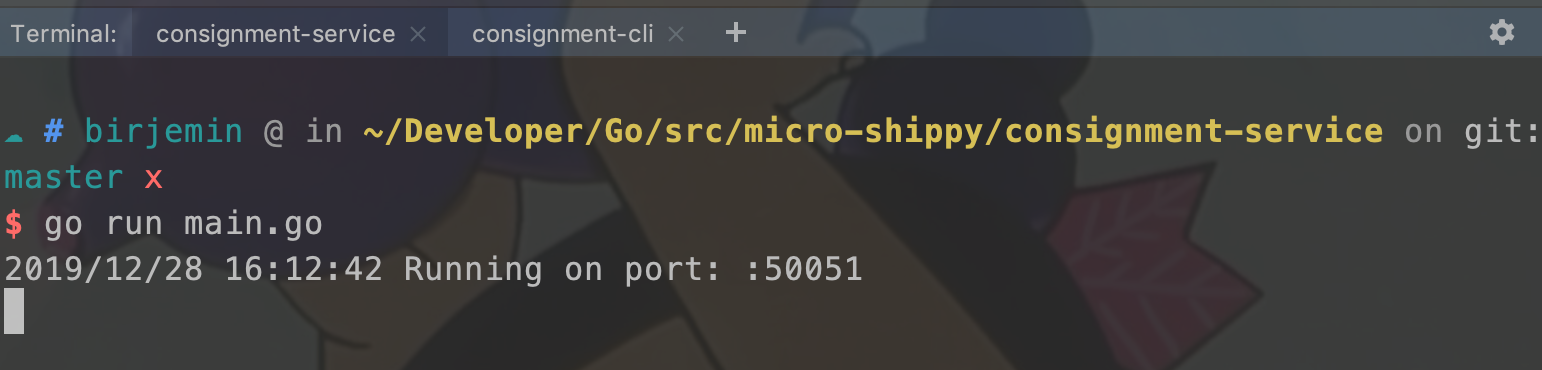 Terminal: consignment-service × consignment-cli × +
☁ # birjemin @ in ~/Developer/Go/src/micro-shippy/consignment-service on git:
master x
$ go run main.go
2019/12/28 16:12:42 Running on port: :50051